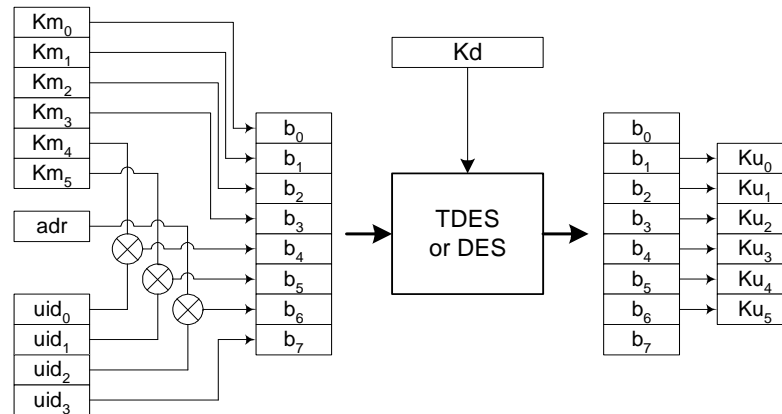 Km0
Km1
Km2
Km3
Km4
Km5
adr
uid0
uid1
uid2
uid3
b0
b1
b2
b3
b4
b5
b6
b7
Kd
TDES
or DES
b0
b1
b2
b3
b4
b5
b6
b7
Ku0
Ku1
Ku2
Ku3
Ku4
Ku5